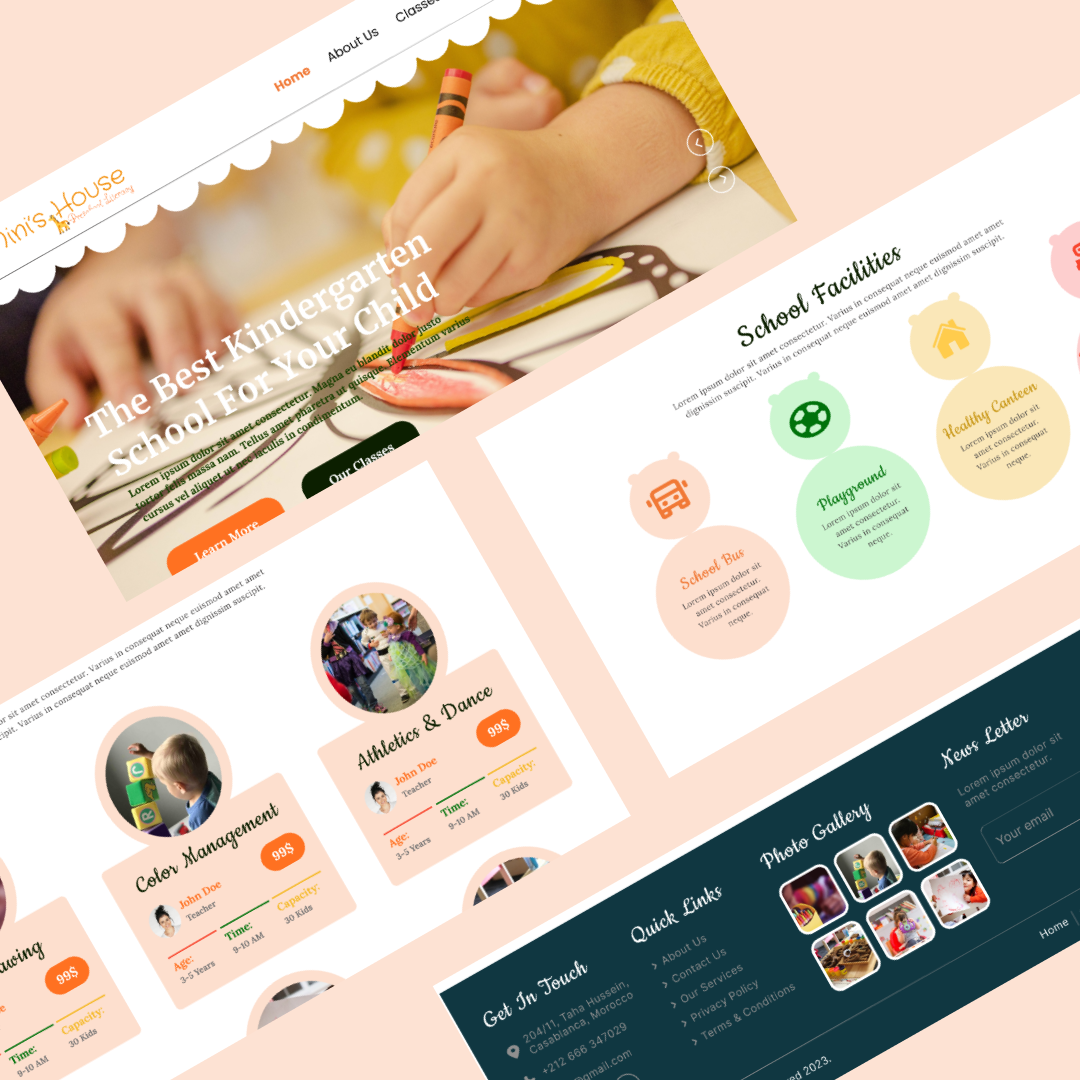 Home
About Us
Classes
ini's House
Preschool Literary
The Best Kindergarten
School For Your Child
Lorem ipsum dolor sit amet consectetur. Magna eu blandit dolor justo
tortor felis massa nam. Tellus amet pharetra ut quisque. Elementum varius
cursus vel aliquet ut nec iaculis in condimentum.
Learn More
Our Classes
School Facilities
Lorem ipsum dolor sit amet consectetur. Varius in consequat neque euismod amet amet
dignissim suscipit. Varius in consequat neque euismod amet amet dignissim suscipit.
School Bus
Lorem ipsum dolor sit
amet consectetur.
Varius in consequat
neque.
Playground
Lorem ipsum dolor sit
amet consectetur.
Varius in consequat
neque.
Healthy Canteen
Lorem ipsum dolor sit
amet consectetur.
Varius in consequat
neque.
or sit amet consectetur. Varius in consequat neque euismod amet amet
cipit. Varius in consequat neque euismod amet amet dignissim suscipit.
Athletics & Dance
John Doe
Teacher
99$
Age:
3-5 Years
Time:
9-10 AM
Capacity:
30 Kids
Color Management
John Doe
Teacher
99$
Age:
3-5 Years
Time:
9-10 AM
Capacity:
30 Kids
awing
99$
Time:
9-10 AM
Capacity:
30 Kids
Get In Touch
204/11, Taha Hussein,
Casabianca, Morocco
+212 666 347029
@gmail.com
Quick Links
About Us
Contact Us
Our Services
Privacy Policy
Terms & Conditions
Photo Gallery
News Letter
Lorem ipsum dolor sit
amet consectetur.
Your email
Home
ed 2023.